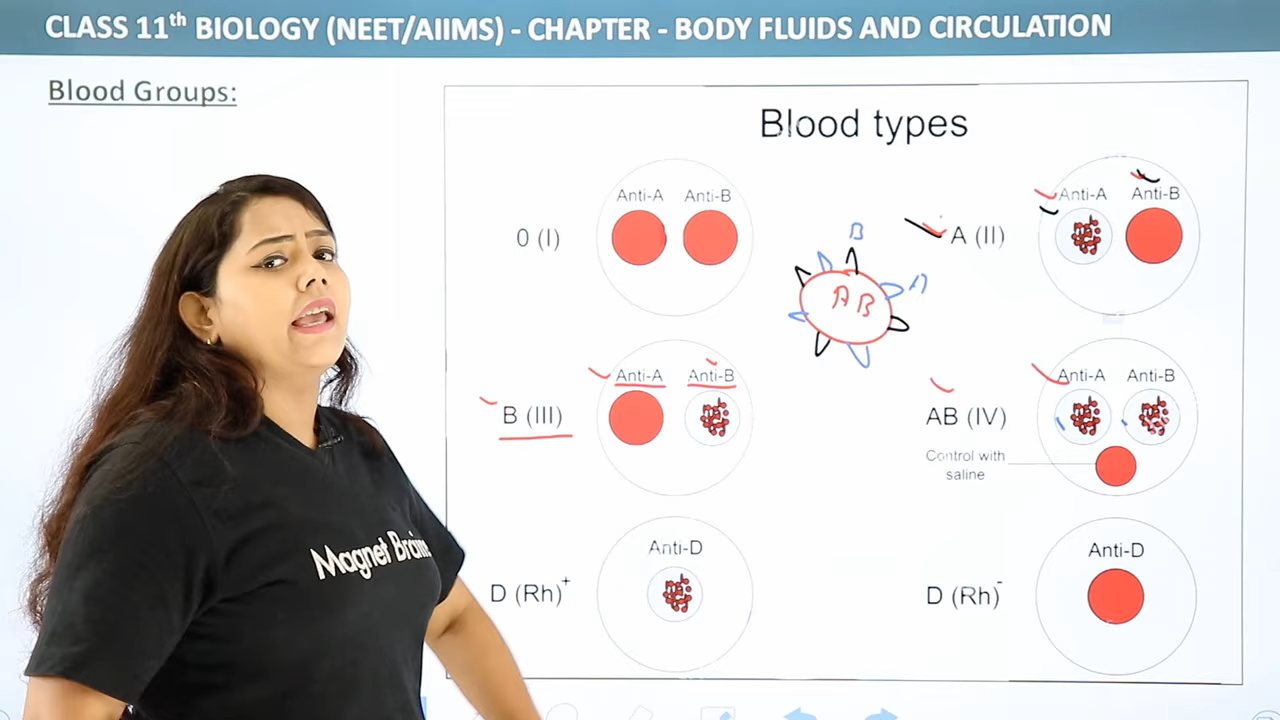 CLASS 11th BIOLOGY (NEET/AIIMS) - CHAPTER - BODY FLUIDS AND CIRCULATION
Blood Groups:
Blood types
Anti-A Anti-B
0 (I)
Anti-A Anti-B
A (II)
B
A
A B
Anti-A Anti-B
B (III)
Anti-A Anti-B
AB (IV)
Control with
saline
Anti-D
D (Rh)+
Anti-D
D (Rh)-
Magnet Brains